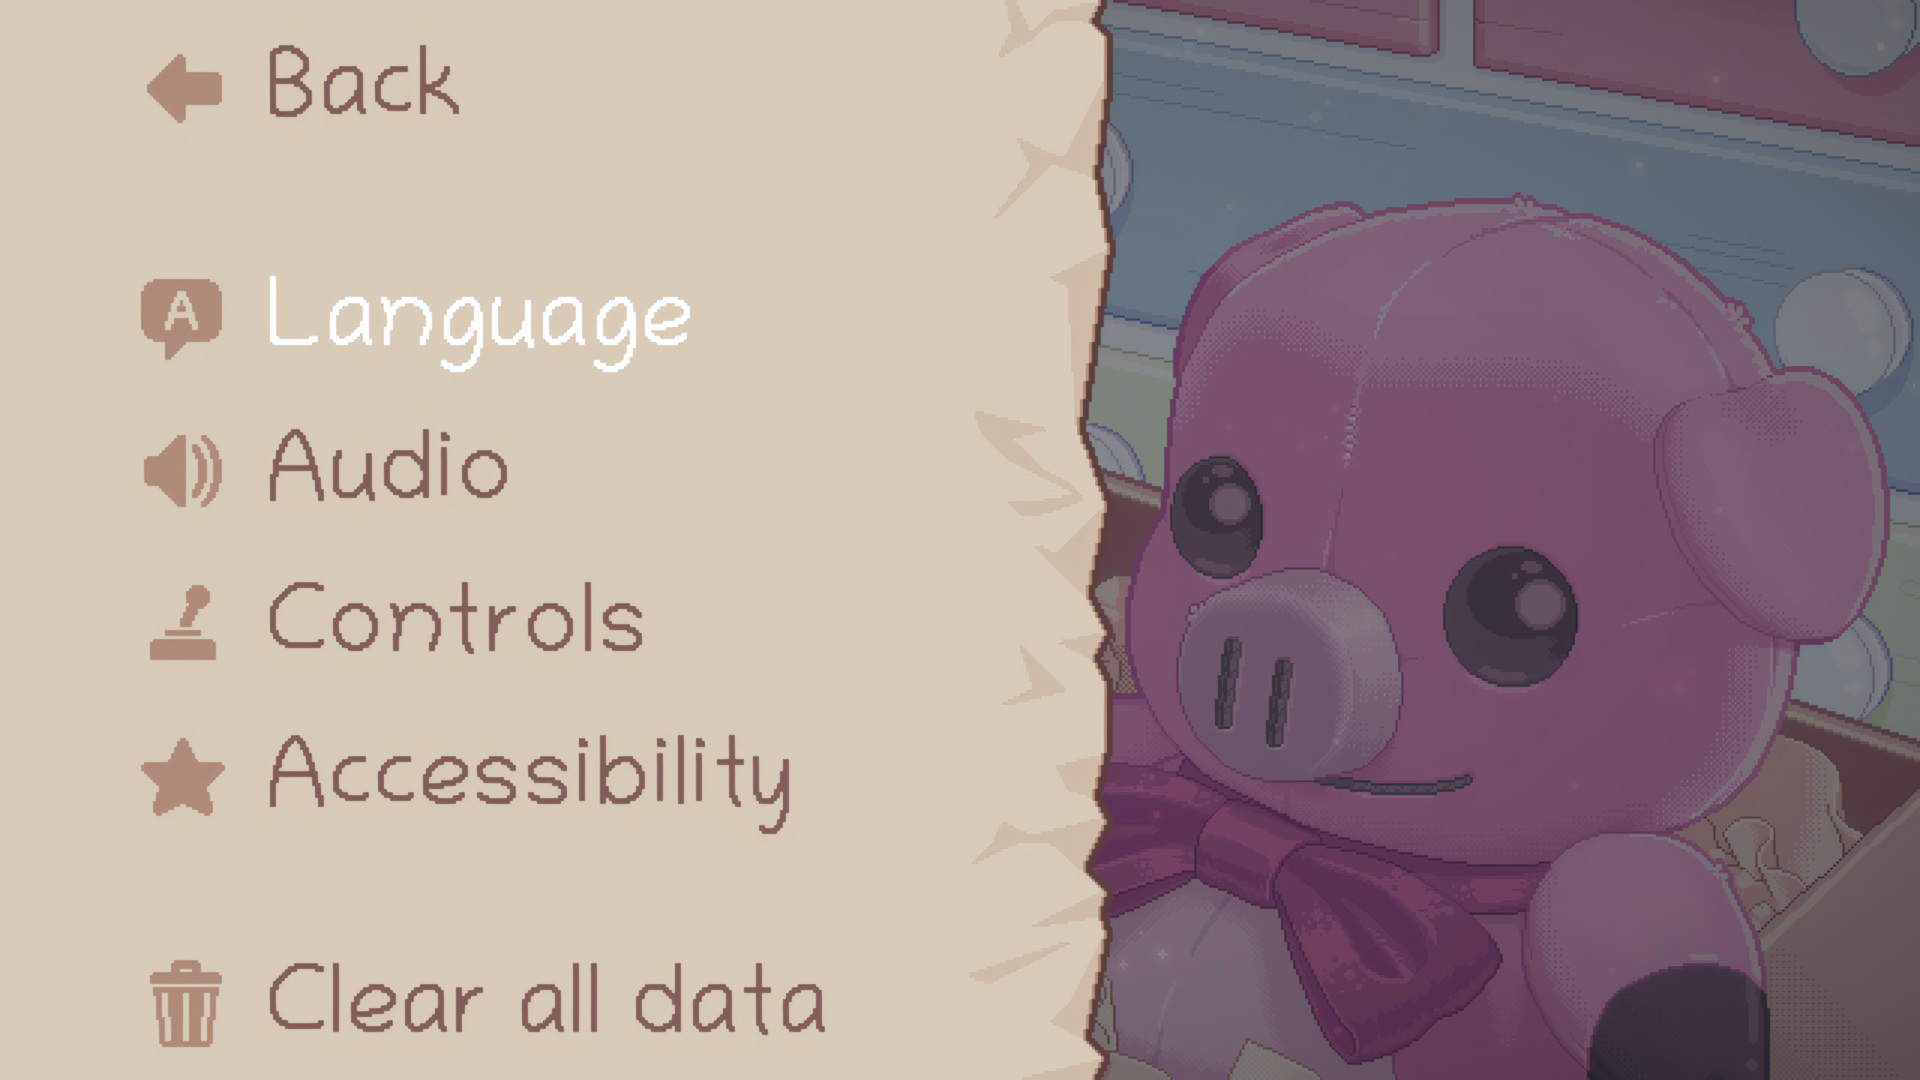 Back
Language
Audio
Controls
Accessibility
Clear all data